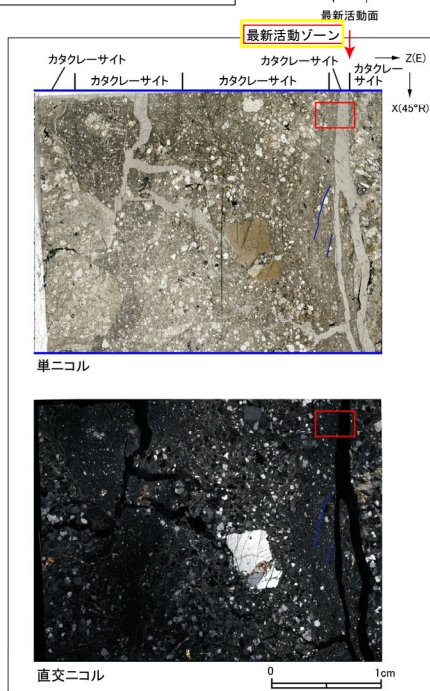 最新活動面
最新活動ゾーン
カタクレーサイト
カタクレーサイト
カタクレーサイト
カタクレーサイト
カタクレー
サイト
Z(E)
X(45°R)
単ニコル
直交ニコル
0
1cm